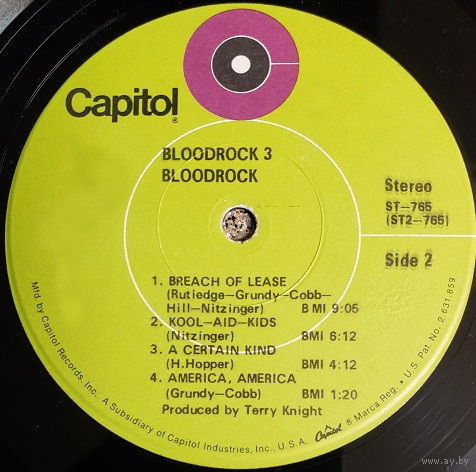 Capitol®
BLOODROCK 3
BLOODROCK
Stereo
ST—765
(ST2—765)
Side 2
1. BREACH OF LEASE
(Rutledge—Grundy—Cobb—
Hill—Nitzinger) BMI 9:05
2. KOOL—AID—KIDS
(Nitzinger) BMI 6:12
3. A CERTAIN KIND
(H.Hopper) BMI 4:12
4. AMERICA, AMERICA
(Grundy—Cobb) BMI 1:20
Produced by Terry Knight
Mfd. by Capitol Records, Inc., A Subsidiary of Capitol Industries, Inc., U.S.A. Capitol ® Marca Reg. • U.S. Pat. No. 2,631,859
www.ay.by